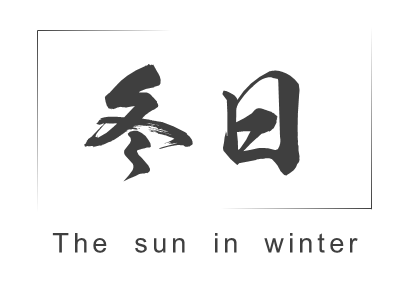 冬日
The sun in winter